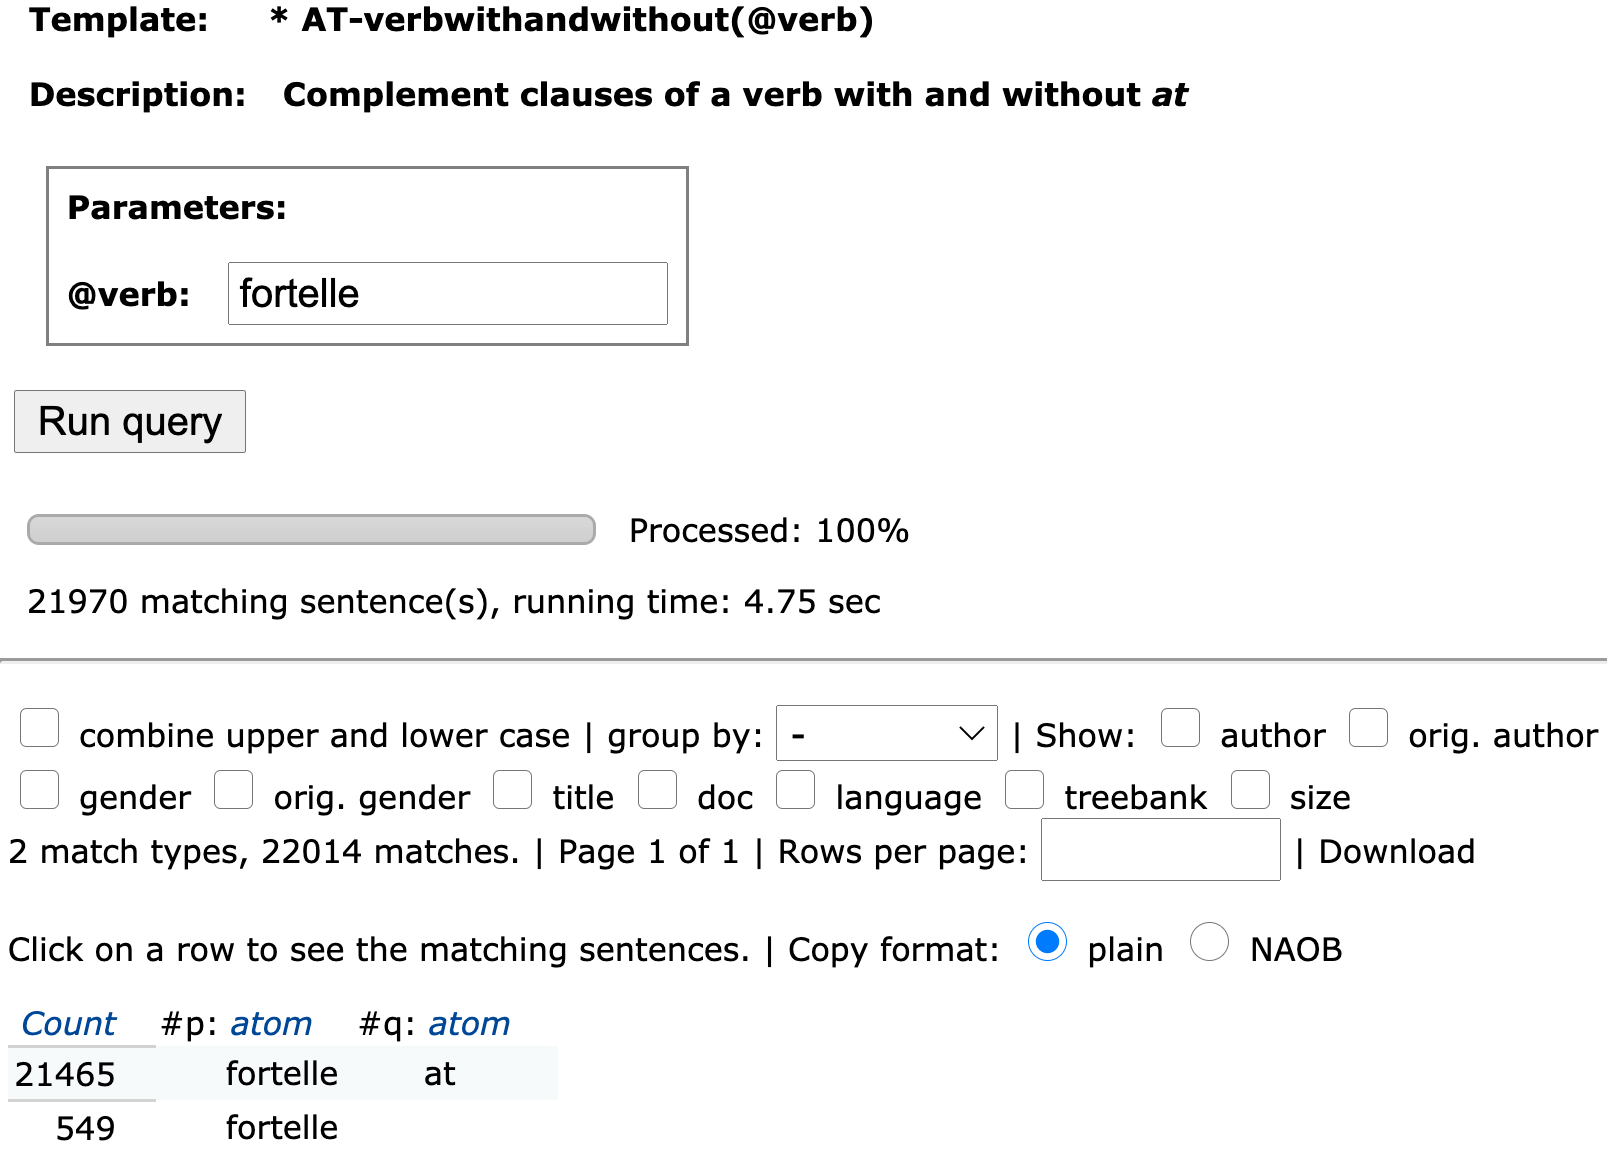 Template: * AT-verbwithandwithout(@verb)
Description: Complement clauses of a verb with and without at
Parameters:
@verb: fortelle
Run query
Processed: 100%
21970 matching sentence(s), running time: 4.75 sec
combine upper and lower case | group by: - | Show: author orig. author
gender orig. gender title doc language treebank size
2 match types, 22014 matches. | Page 1 of 1 | Rows per page: | Download
Click on a row to see the matching sentences. | Copy format: plain NAOB
Count #p: atom #q: atom
21465 fortelle at
549 fortelle